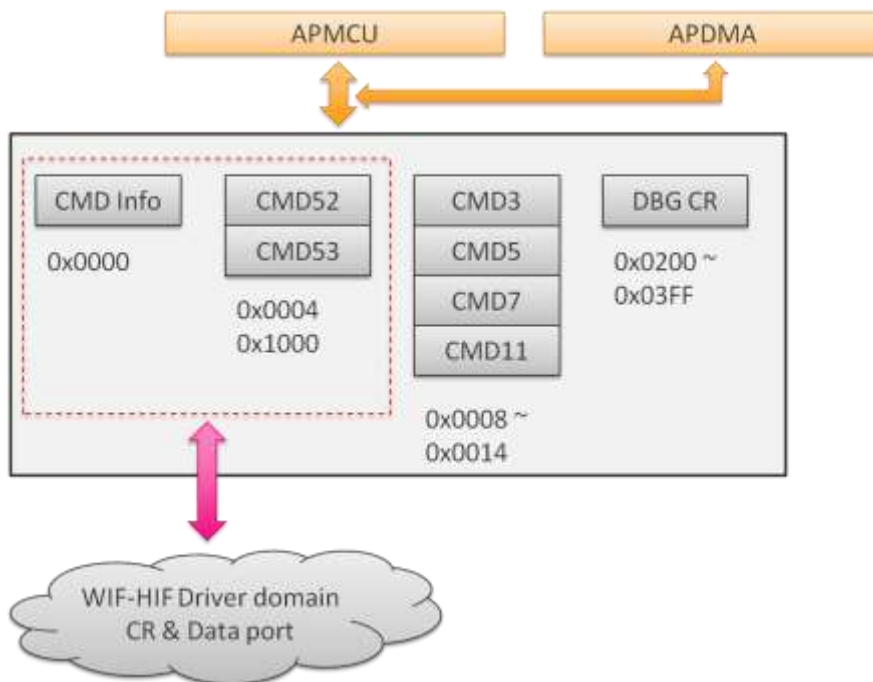 APMCU
APDMA
CMD Info
0x0000
CMD52
CMD53
0x0004
0x1000
CMD3
CMD5
CMD7
CMD11
0x0008 ~
0x0014
DBG CR
0x0200 ~
0x03FF
WIF-HIF Driver domain
CR & Data port